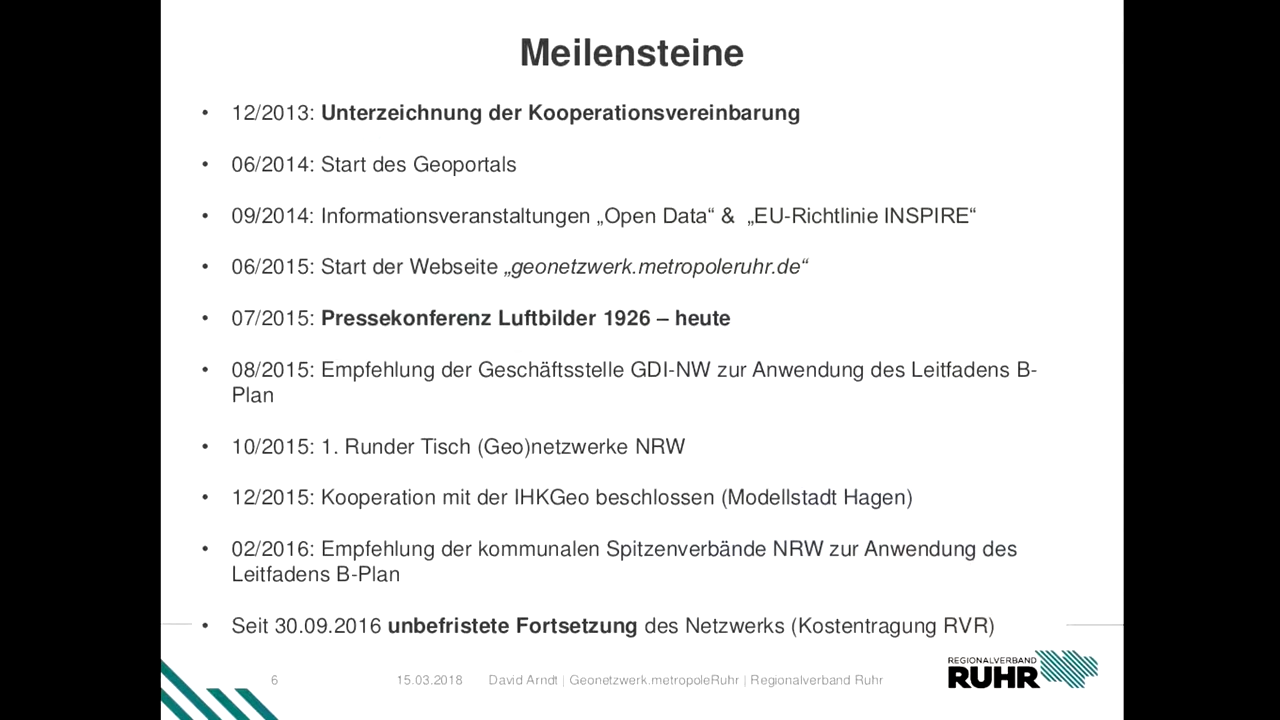 Meilensteine
• 12/2013: Unterzeichnung der Kooperationsvereinbarung
• 06/2014: Start des Geoportals
• 09/2014: Informationsveranstaltungen „Open Data“ & „EU-Richtlinie INSPIRE“
• 06/2015: Start der Webseite „geonetzwerk.metropoleruhr.de“
• 07/2015: Pressekonferenz Luftbilder 1926 – heute
• 08/2015: Empfehlung der Geschäftsstelle GDI-NW zur Anwendung des Leitfadens B-
Plan
• 10/2015: 1. Runder Tisch (Geo)netzwerke NRW
• 12/2015: Kooperation mit der IHKGeo beschlossen (Modellstadt Hagen)
• 02/2016: Empfehlung der kommunalen Spitzenverbände NRW zur Anwendung des
Leitfadens B-Plan
• Seit 30.09.2016 unbefristete Fortsetzung des Netzwerks (Kostentragung RVR)
6 15.03.2018 David Arndt | Geonetzwerk.metropoleRuhr | Regionalverband Ruhr
REGIONALVERBAND
RUHR